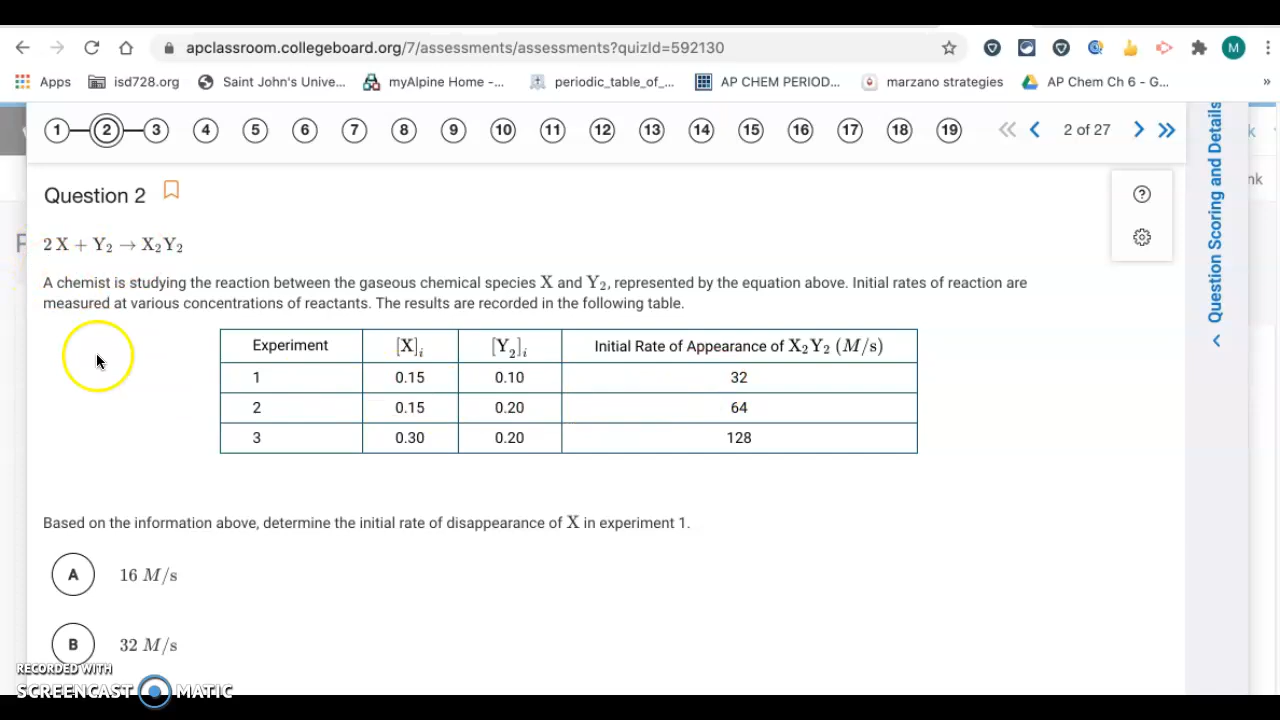 apclassroom.collegeboard.org/7/assessments/assessments?quizId=592130
M
Apps isd728.org Saint John's Unive... myAlpine Home -... periodic_table_of_... AP CHEM PERIOD... marzano strategies AP Chem Ch 6 - G... »
1 2 3 4 5 6 7 8 9 10 11 12 13 14 15 16 17 18 19 2 of 27
Question Scoring and Details
k
nk
Question 2
2 X + Y₂ → X₂Y₂
A chemist is studying the reaction between the gaseous chemical species X and Y₂, represented by the equation above. Initial rates of reaction are
measured at various concentrations of reactants. The results are recorded in the following table.
Experiment [X]ᵢ [Y₂]ᵢ Initial Rate of Appearance of X₂Y₂ (M/s)
1 0.15 0.10 32
2 0.15 0.20 64
3 0.30 0.20 128
Based on the information above, determine the initial rate of disappearance of X in experiment 1.
A 16 M/s
B 32 M/s
RECORDED WITH
SCREENCAST MATIC